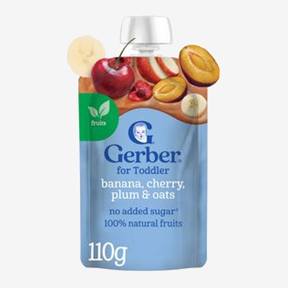 fruits
G
Gerber®
for Toddler
banana, cherry,
plum & oats
no added sugar†
100% natural fruits
110g